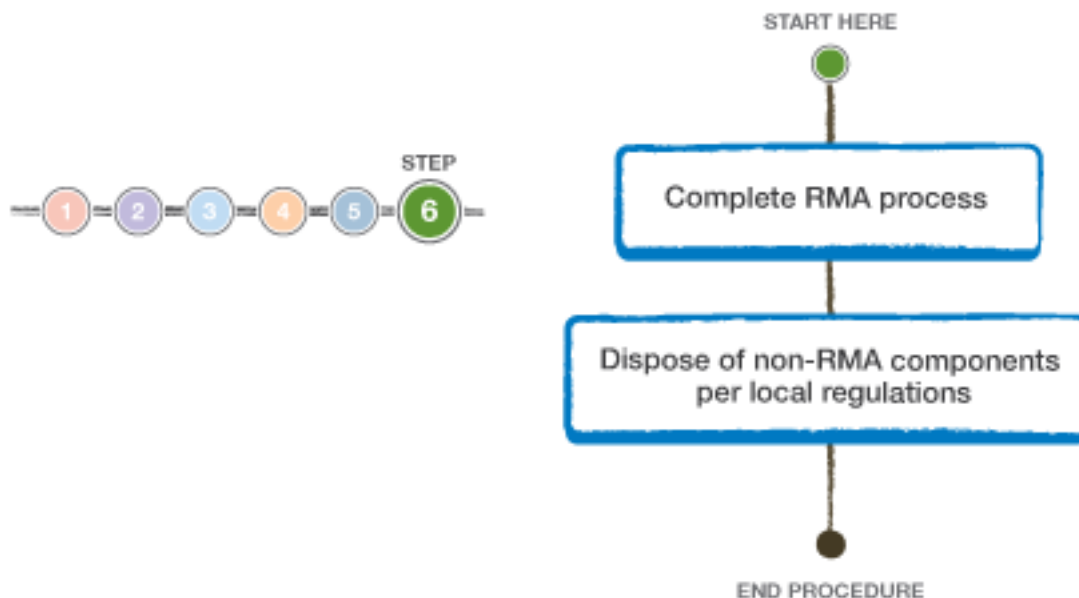 STEP
1 2 3 4 5 6
START HERE
Complete RMA process
Dispose of non-RMA components
per local regulations
END PROCEDURE